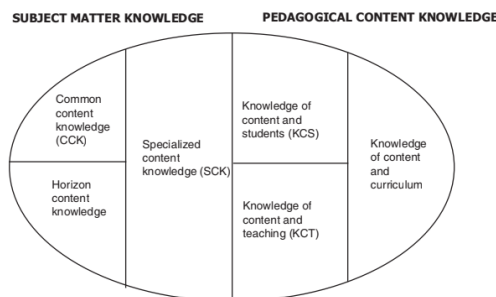 SUBJECT MATTER KNOWLEDGE
PEDAGOGICAL CONTENT KNOWLEDGE
Common
content
knowledge
(CCK)
Horizon
content
knowledge
Specialized
content
knowledge (SCK)
Knowledge of
content and
students (KCS)
Knowledge of
content and
teaching (KCT)
Knowledge
of content
and
curriculum